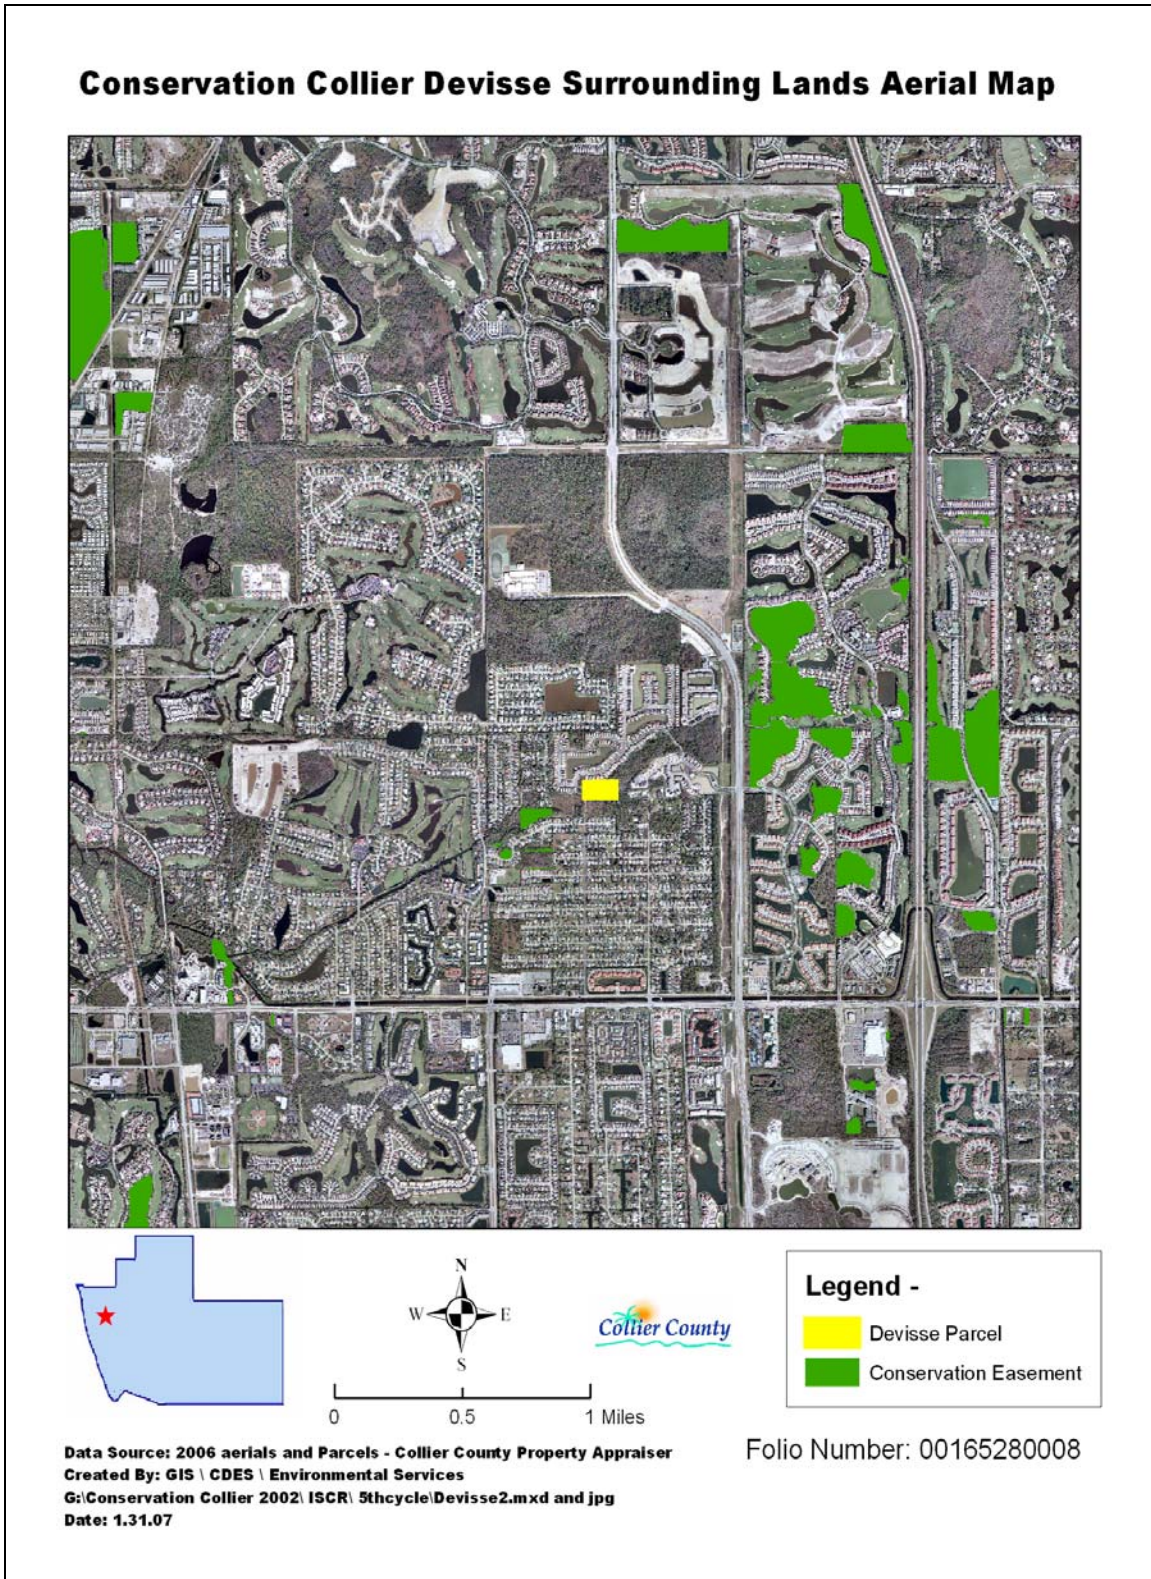 Conservation Collier Devisse Surrounding Lands Aerial Map
N
W E
S
Collier County
0 0.5 1 Miles
Legend -
Devisse Parcel
Conservation Easement
Folio Number: 00165280008
Data Source: 2006 aerials and Parcels - Collier County Property Appraiser
Created By: GIS \ CDES \ Environmental Services
G:\Conservation Collier 2002\ ISCR\ 5thcycle\Devisse2.mxd and jpg
Date: 1.31.07